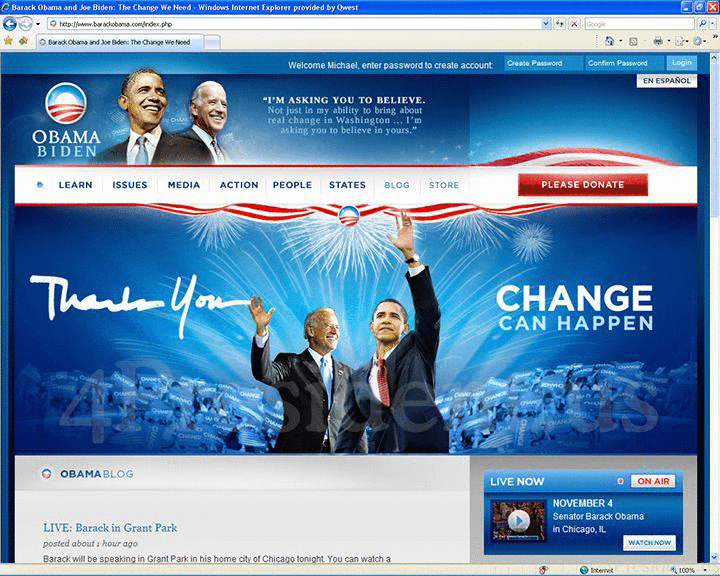 Barack Obama and Joe Biden: The Change We Need - Windows Internet Explorer provided by Qwest
http://www.barackobama.com/index.php
Google
Barack Obama and Joe Biden: The Change We Need
Welcome Michael, enter password to create account:
Create Password
Confirm Password
Login
EN ESPAÑOL
OBAMA
BIDEN
“I'M ASKING YOU TO BELIEVE.
Not just in my ability to bring about
real change in Washington ... I'm
asking you to believe in yours.”
LEARN
ISSUES
MEDIA
ACTION
PEOPLE
STATES
BLOG
STORE
PLEASE DONATE
Thank You
CHANGE
CAN HAPPEN
4President.us
OBAMABLOG
LIVE NOW
ON AIR
NOVEMBER 4
Senator Barack Obama
in Chicago, IL
WATCH NOW
LIVE: Barack in Grant Park
posted about 1 hour ago
Barack will be speaking in Grant Park in his home city of Chicago tonight. You can watch a
Internet
100%